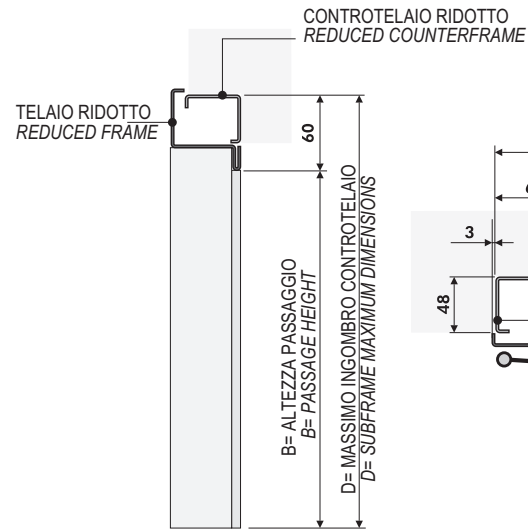 CONTROTELAIO RIDOTTO
REDUCED COUNTERFRAME
TELAIO RIDOTTO
REDUCED FRAME
60
B= ALTEZZA PASSAGGIO
B= PASSAGE HEIGHT
D= MASSIMO INGOMBRO CONTROTELAIO
D= SUBFRAME MAXIMUM DIMENSIONS
3
48